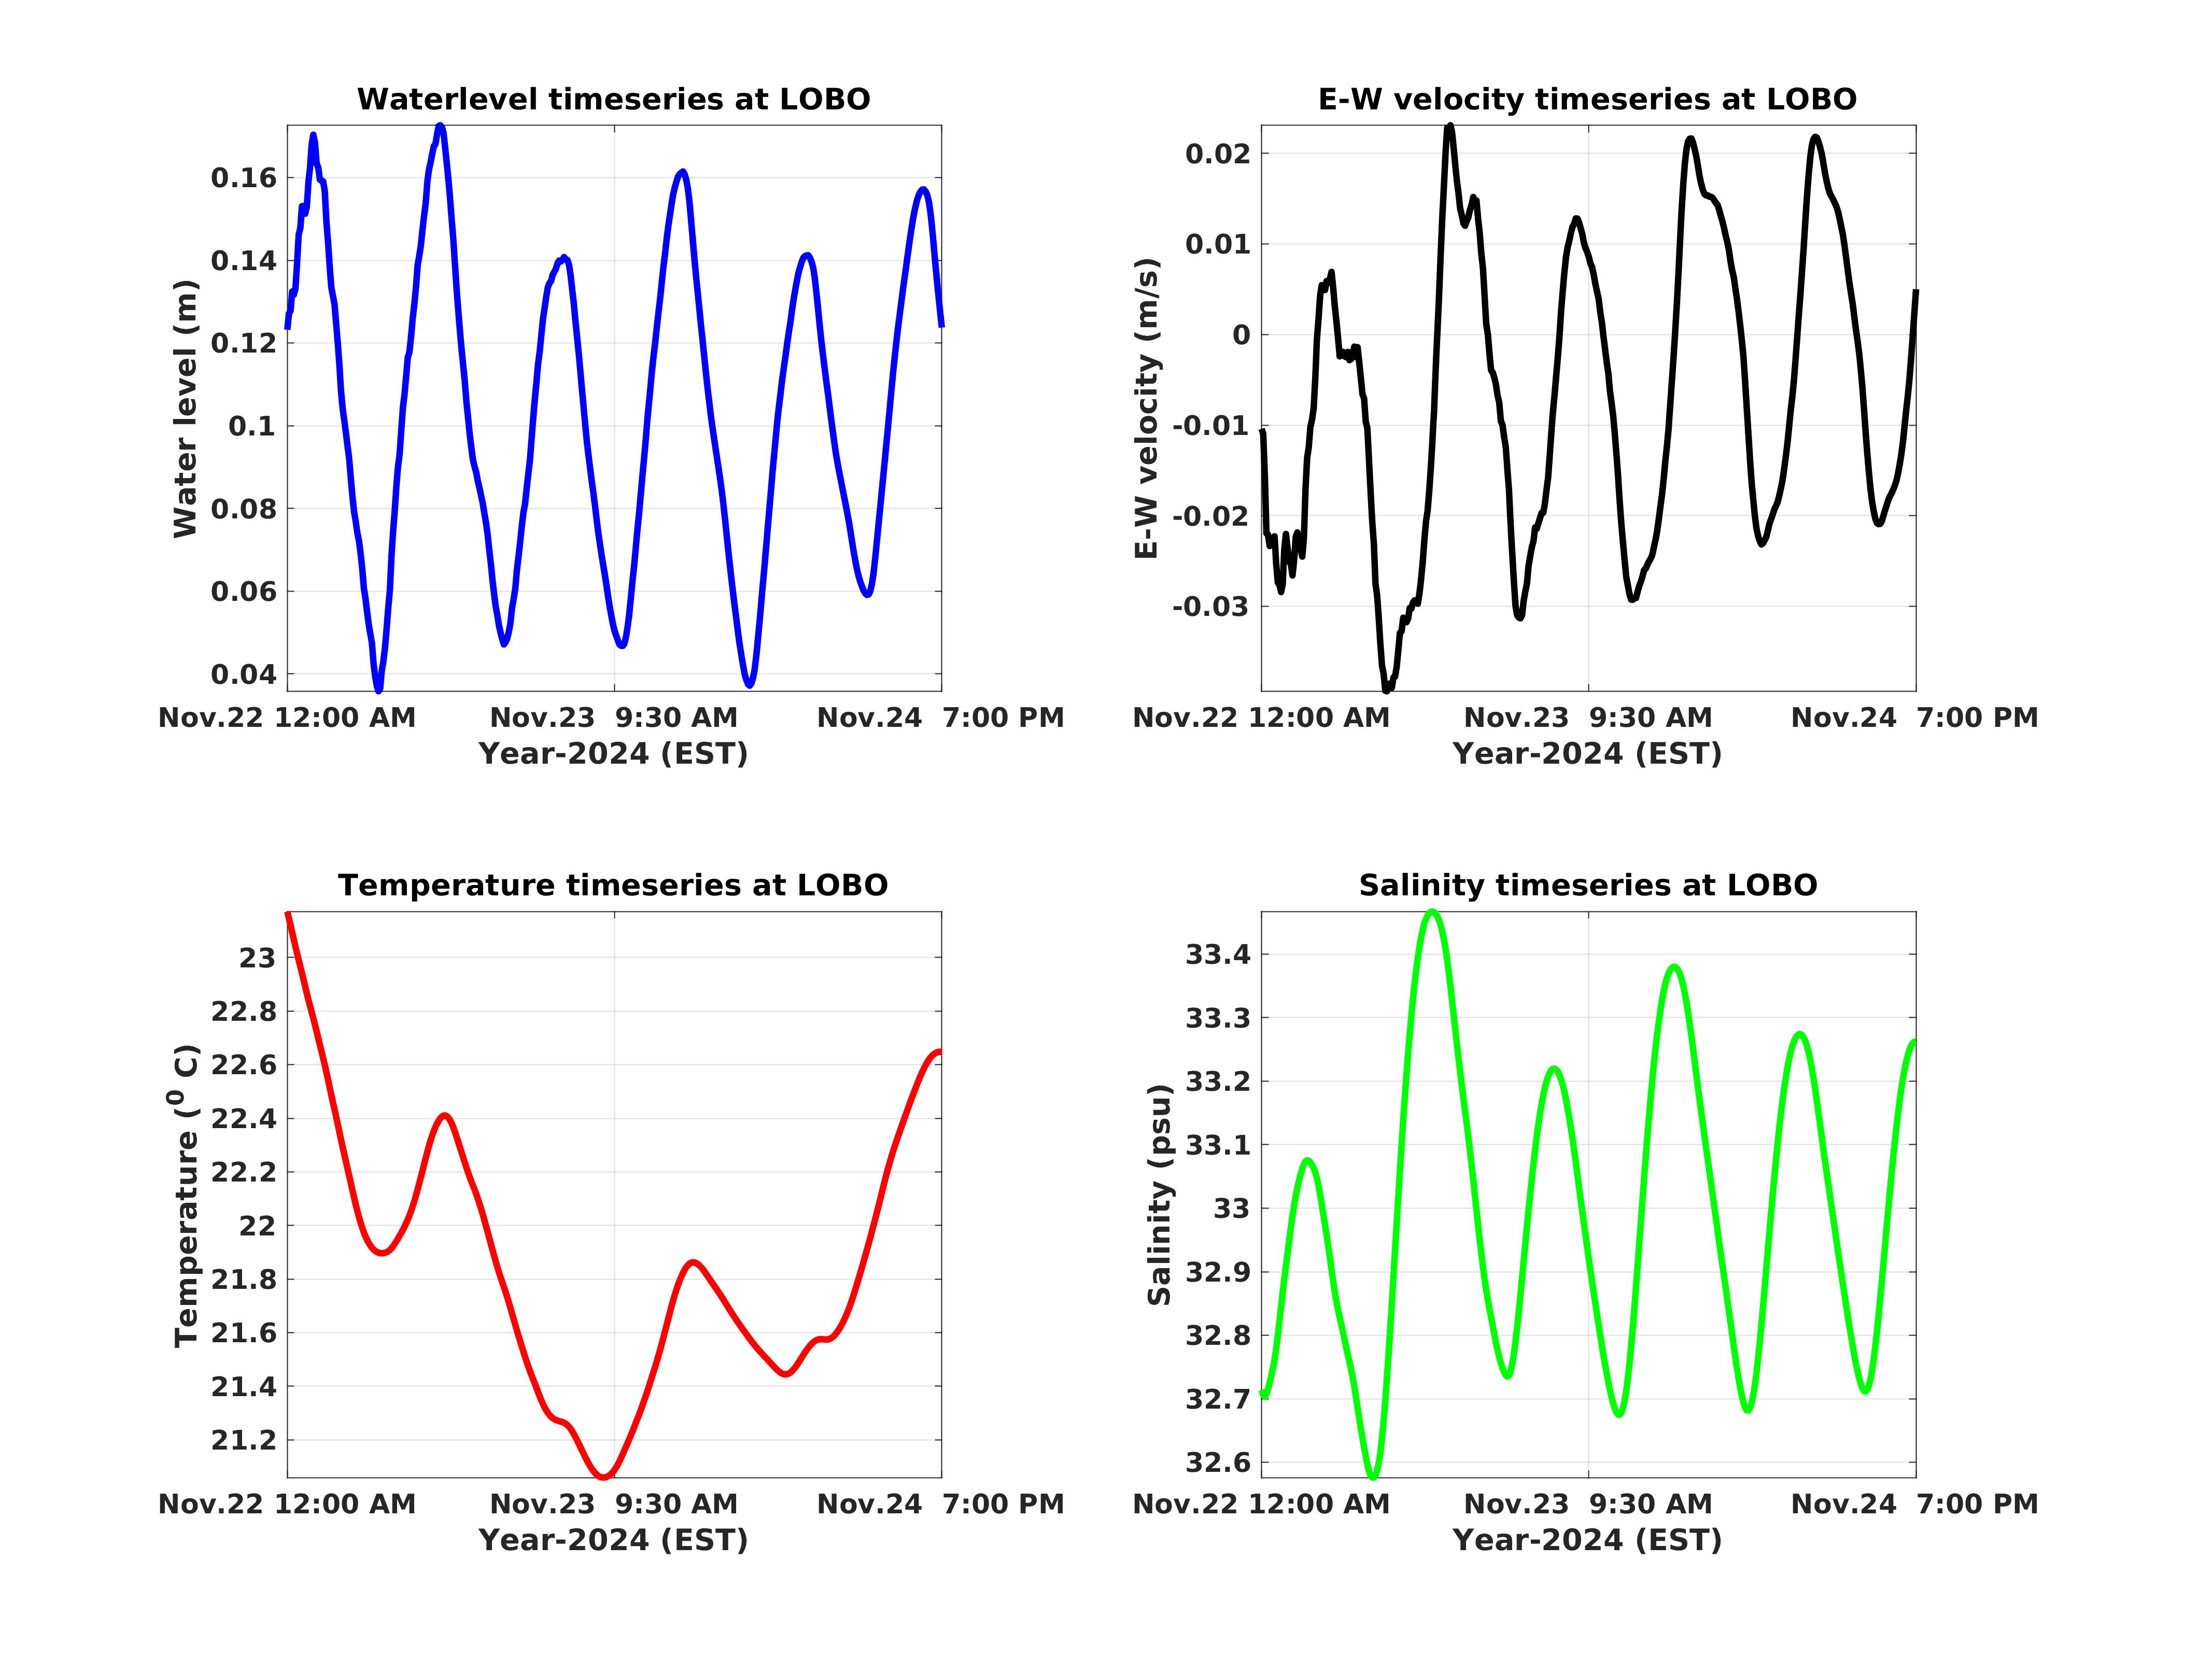 Waterlevel timeseries at LOBO
0.16
0.14
0.12
0.1
0.08
0.06
0.04
Water level (m)
Nov.22 12:00 AM
Nov.23 9:30 AM
Nov.24 7:00 PM
Year-2024 (EST)
E-W velocity timeseries at LOBO
0.02
0.01
0
-0.01
-0.02
-0.03
E-W velocity (m/s)
Nov.22 12:00 AM
Nov.23 9:30 AM
Nov.24 7:00 PM
Year-2024 (EST)
Temperature timeseries at LOBO
23
22.8
22.6
22.4
22.2
22
21.8
21.6
21.4
21.2
Temperature (⁰ C)
Nov.22 12:00 AM
Nov.23 9:30 AM
Nov.24 7:00 PM
Year-2024 (EST)
Salinity timeseries at LOBO
33.4
33.3
33.2
33.1
33
32.9
32.8
32.7
32.6
Salinity (psu)
Nov.22 12:00 AM
Nov.23 9:30 AM
Nov.24 7:00 PM
Year-2024 (EST)